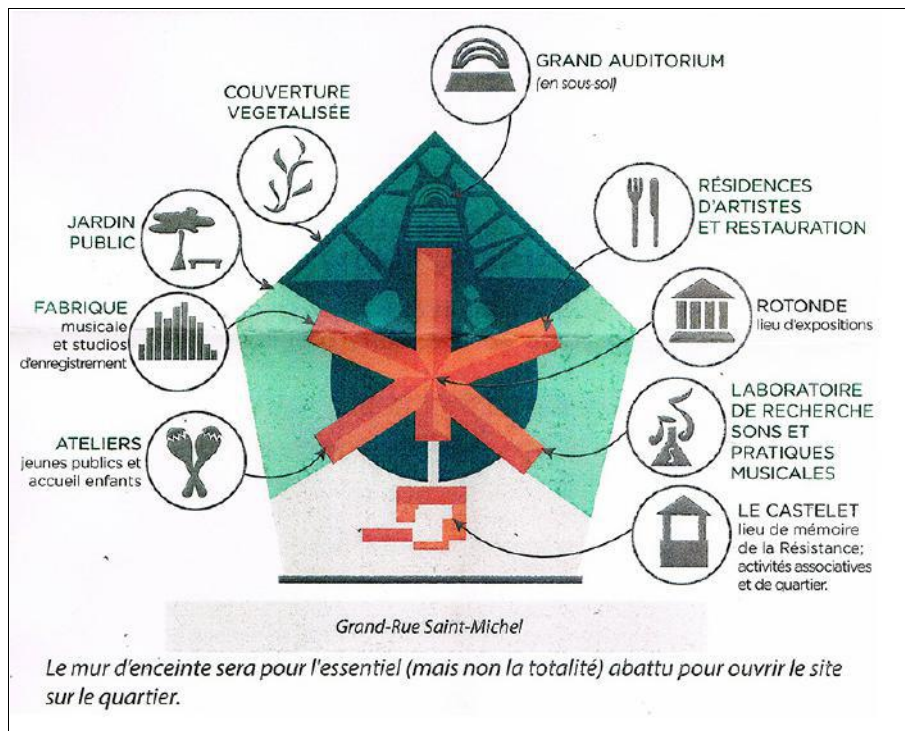 GRAND AUDITORIUM
(en sous-sol)
COUVERTURE
VEGETALISÉE
JARDIN
PUBLIC
RÉSIDENCES
D'ARTISTES
ET RESTAURATION
FABRIQUE
musicale
et studios
d'enregistrement
ROTONDE
lieu d'expositions
LABORATOIRE
DE RECHERCHE
SONS ET
PRATIQUES
MUSICALES
ATELIERS
jeunes publics et
accueil enfants
LE CASTELET
lieu de mémoire
de la Résistance;
activités associatives
et de quartier.
Grand-Rue Saint-Michel
Le mur d'enceinte sera pour l'essentiel (mais non la totalité) abattu pour ouvrir le site
sur le quartier.